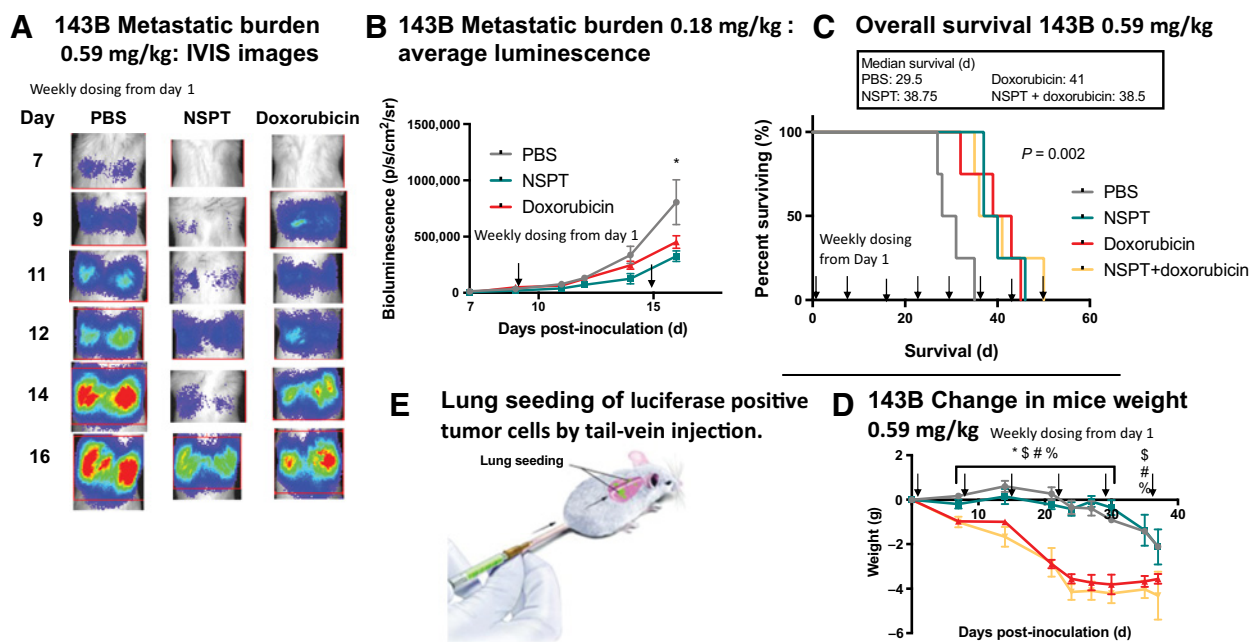 A 143B Metastatic burden
0.59 mg/kg: IVIS images
Weekly dosing from day 1
Day PBS NSPT Doxorubicin
7
9
11
12
14
16
B 143B Metastatic burden 0.18 mg/kg :
average luminescence
Bioluminescence (p/s/cm²/sr)
1500,000
1000,000
500,000
0
PBS
NSPT
Doxorubicin
*
Weekly dosing from day 1
7 10 15
Days post-inoculation (d)
C Overall survival 143B 0.59 mg/kg
Median survival (d)
PBS: 29.5 Doxorubicin: 41
NSPT: 38.75 NSPT + doxorubicin: 38.5
Percent surviving (%)
100
50
0
P = 0.002
PBS
NSPT
Doxorubicin
NSPT+doxorubicin
Weekly dosing
from Day 1
0 20 40 60
Survival (d)
E Lung seeding of luciferase positive
tumor cells by tail-vein injection.
Lung seeding
D 143B Change in mice weight
0.59 mg/kg Weekly dosing from day 1
* $ # %
$
#
%
Weight (g)
2
0
−2
−4
−6
10 20 30 40
Days post-inoculation (d)